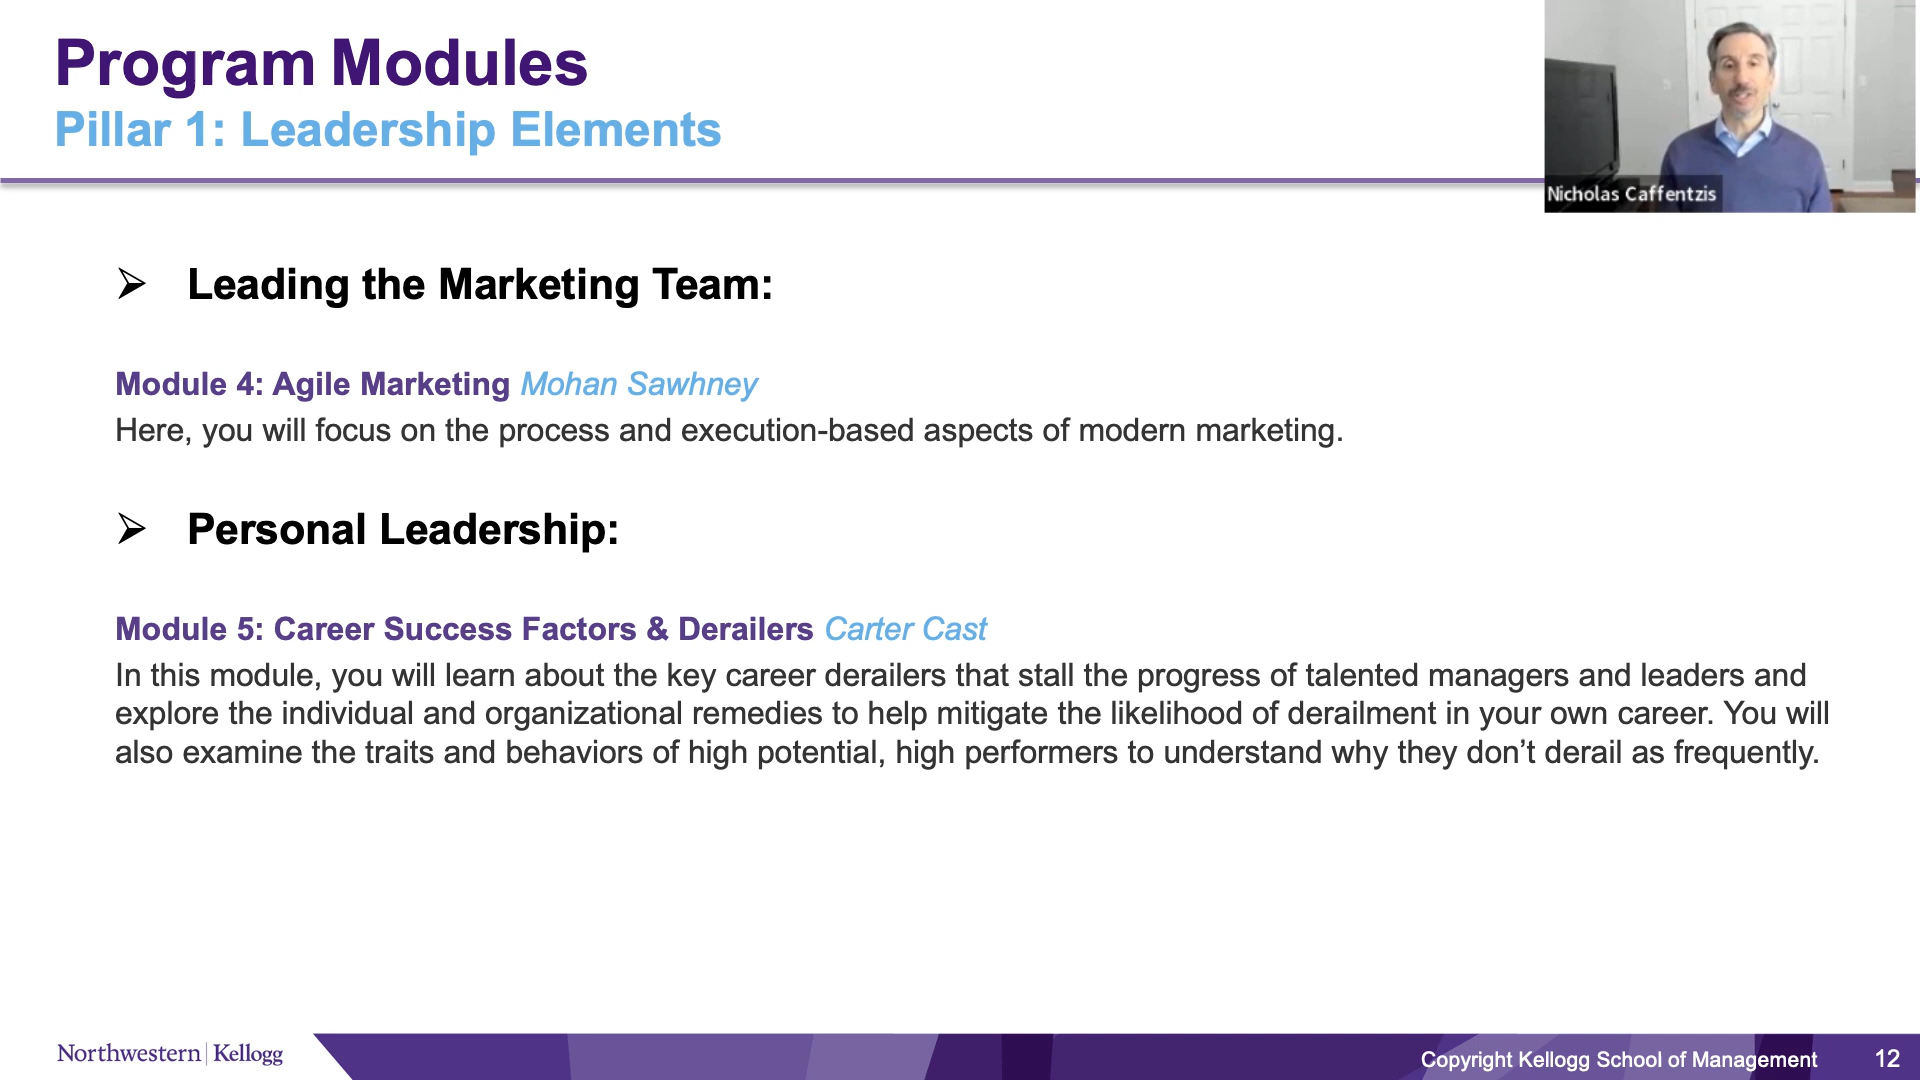 Program Modules
Pillar 1: Leadership Elements
Nicholas Caffentzis
➢ Leading the Marketing Team:
Module 4: Agile Marketing Mohan Sawhney
Here, you will focus on the process and execution-based aspects of modern marketing.
➢ Personal Leadership:
Module 5: Career Success Factors & Derailers Carter Cast
In this module, you will learn about the key career derailers that stall the progress of talented managers and leaders and
explore the individual and organizational remedies to help mitigate the likelihood of derailment in your own career. You will
also examine the traits and behaviors of high potential, high performers to understand why they don’t derail as frequently.
Northwestern | Kellogg
Copyright Kellogg School of Management 12